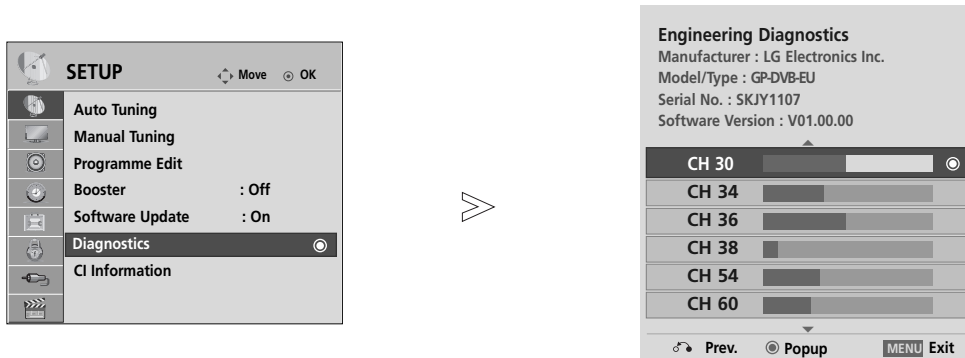 SETUP
Move OK
Auto Tuning
Manual Tuning
Programme Edit
Booster : Off
Software Update : On
Diagnostics
CI Information
Engineering Diagnostics
Manufacturer : LG Electronics Inc.
Model/Type : GP-DVB-EU
Serial No. : SKJY1107
Software Version : V01.00.00
CH 30
CH 34
CH 36
CH 38
CH 54
CH 60
Prev. Popup MENU Exit